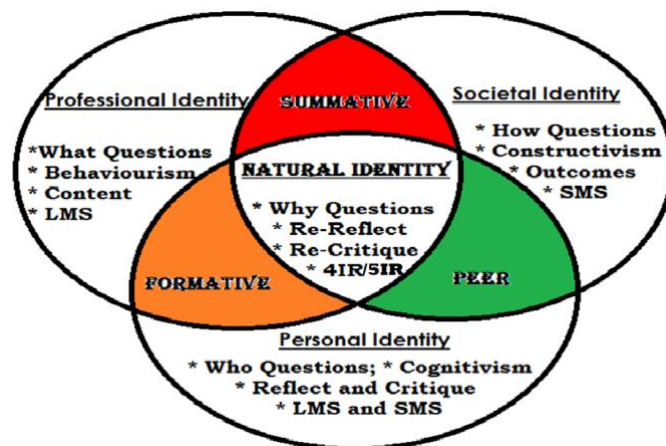 Professional Identity
*What Questions
* Behaviourism
* Content
* LMS
SUMMATIVE
Societal Identity
* How Questions
* Constructivism
* Outcomes
* SMS
NATURAL IDENTITY
* Why Questions
* Re-Reflect
* Re-Critique
* 4IR/5IR
FORMATIVE
PEER
Personal Identity
* Who Questions; * Cognitivism
* Reflect and Critique
* LMS and SMS